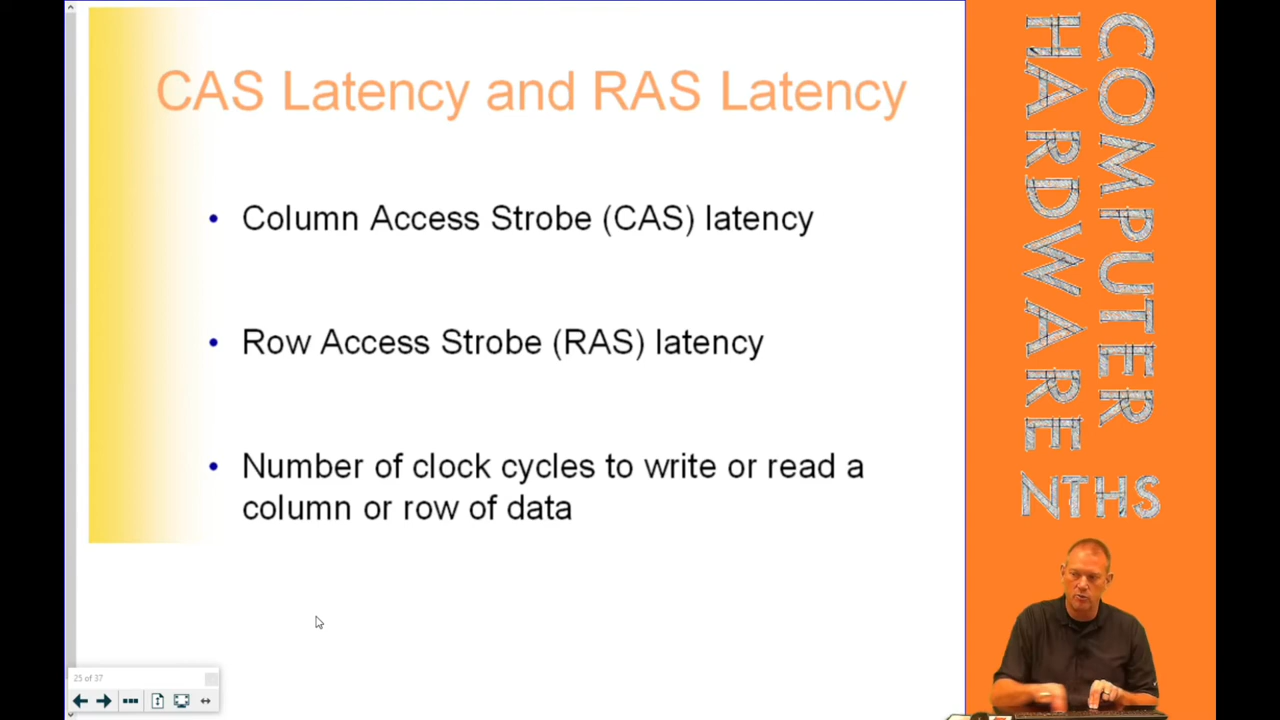 CAS Latency and RAS Latency
• Column Access Strobe (CAS) latency
• Row Access Strobe (RAS) latency
• Number of clock cycles to write or read a
column or row of data
25 of 37
COMPUTER
HARDWARE NTHS